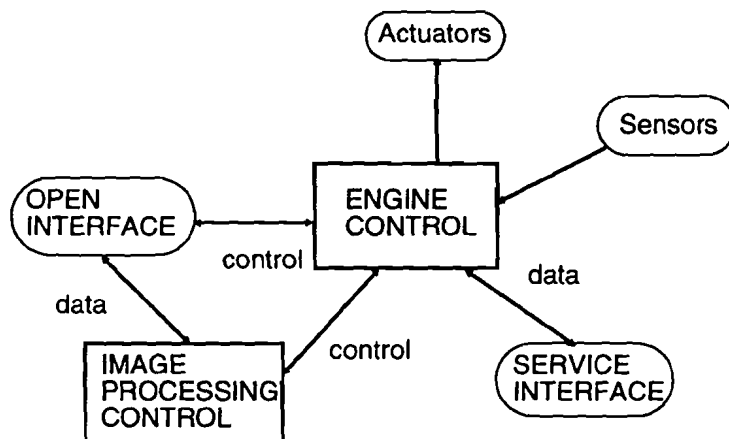 Actuators
Sensors
OPEN
INTERFACE
ENGINE
CONTROL
control
data
data
control
IMAGE
PROCESSING
CONTROL
SERVICE
INTERFACE